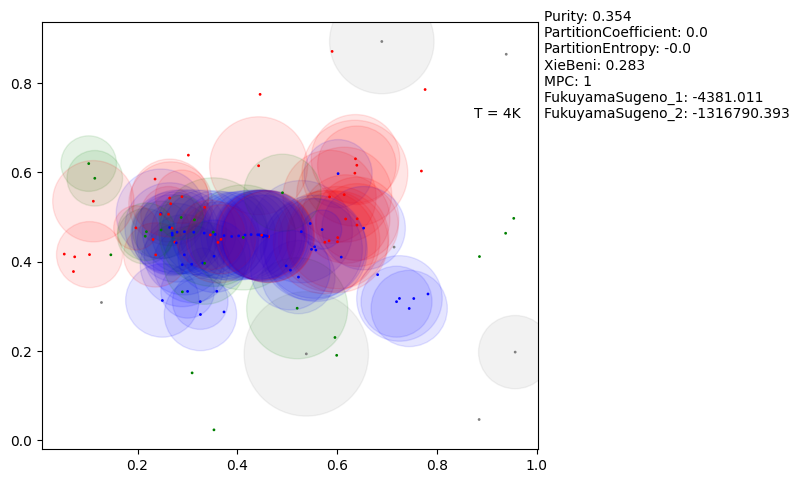 Purity: 0.354
PartitionCoefficient: 0.0
PartitionEntropy: -0.0
XieBeni: 0.283
MPC: 1
FukuyamaSugeno_1: -4381.011
FukuyamaSugeno_2: -1316790.393
T = 4K
0.8
0.6
0.4
0.2
0.0
0.2
0.4
0.6
0.8
1.0